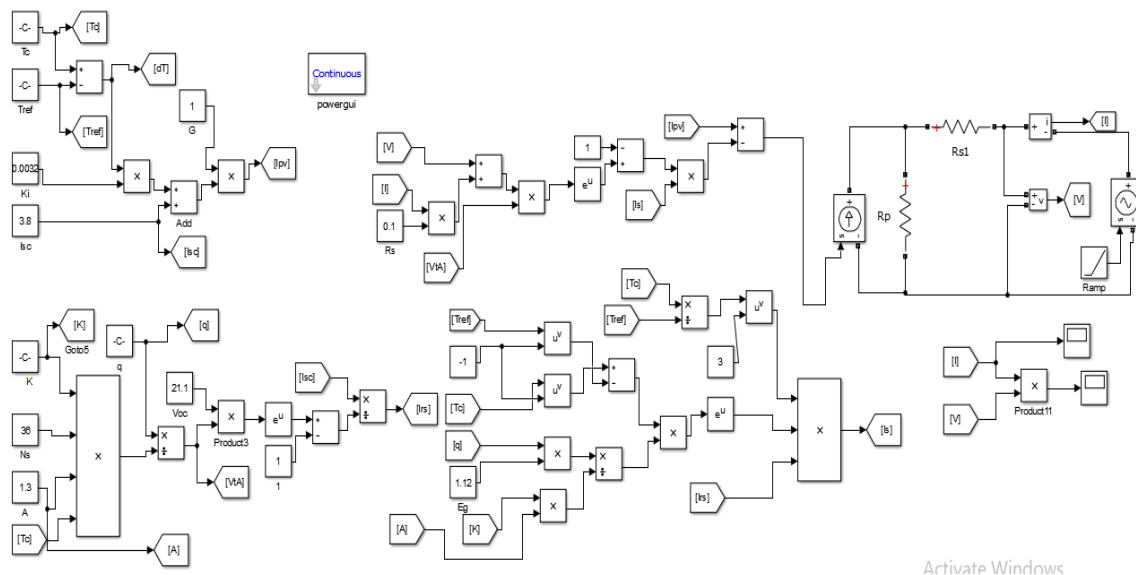 -C-
Tc
[Tc]
-C-
Tref
[dT]
[Tref]
1
G
0.0032
Ki
[Ipv]
3.8
Isc
Add
[Isc]
Continuous
powergui
[V]
[I]
0.1
Rs
[VtA]
1
e^u
[Is]
[Ipv]
Rs1
Rp
i
[I]
v
[V]
s
s
Ramp
-C-
K
[K]
Goto5
-C-
q
[q]
36
Ns
1.3
A
[Tc]
[A]
21.1
Voc
Product3
[VtA]
e^u
1
1
[Isc]
[Irs]
[Tref]
-1
u^v
[Tc]
u^v
[q]
1.12
Eg
[K]
[A]
[Tc]
[Tref]
u^v
3
e^u
[Irs]
[Is]
[I]
[V]
Product11
Activate Windows